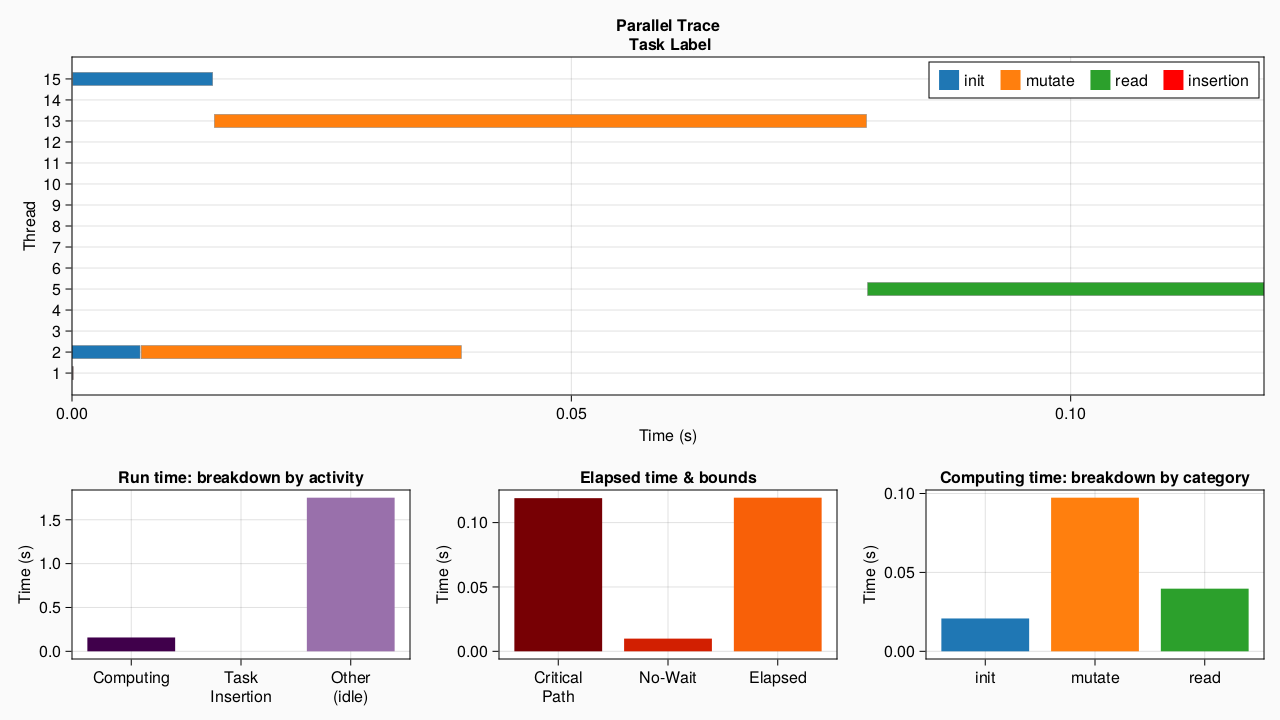 Parallel Trace
Task Label
init mutate read insertion
15
14
13
12
11
10
9
8
7
6
5
4
3
2
1
Thread
0.00 0.05 0.10
Time (s)
Run time: breakdown by activity
1.5
1.0
0.5
0.0
Time (s)
Computing Task Insertion Other (idle)
Elapsed time & bounds
0.10
0.05
0.00
Time (s)
Critical Path No-Wait Elapsed
Computing time: breakdown by category
0.10
0.05
0.00
Time (s)
init mutate read